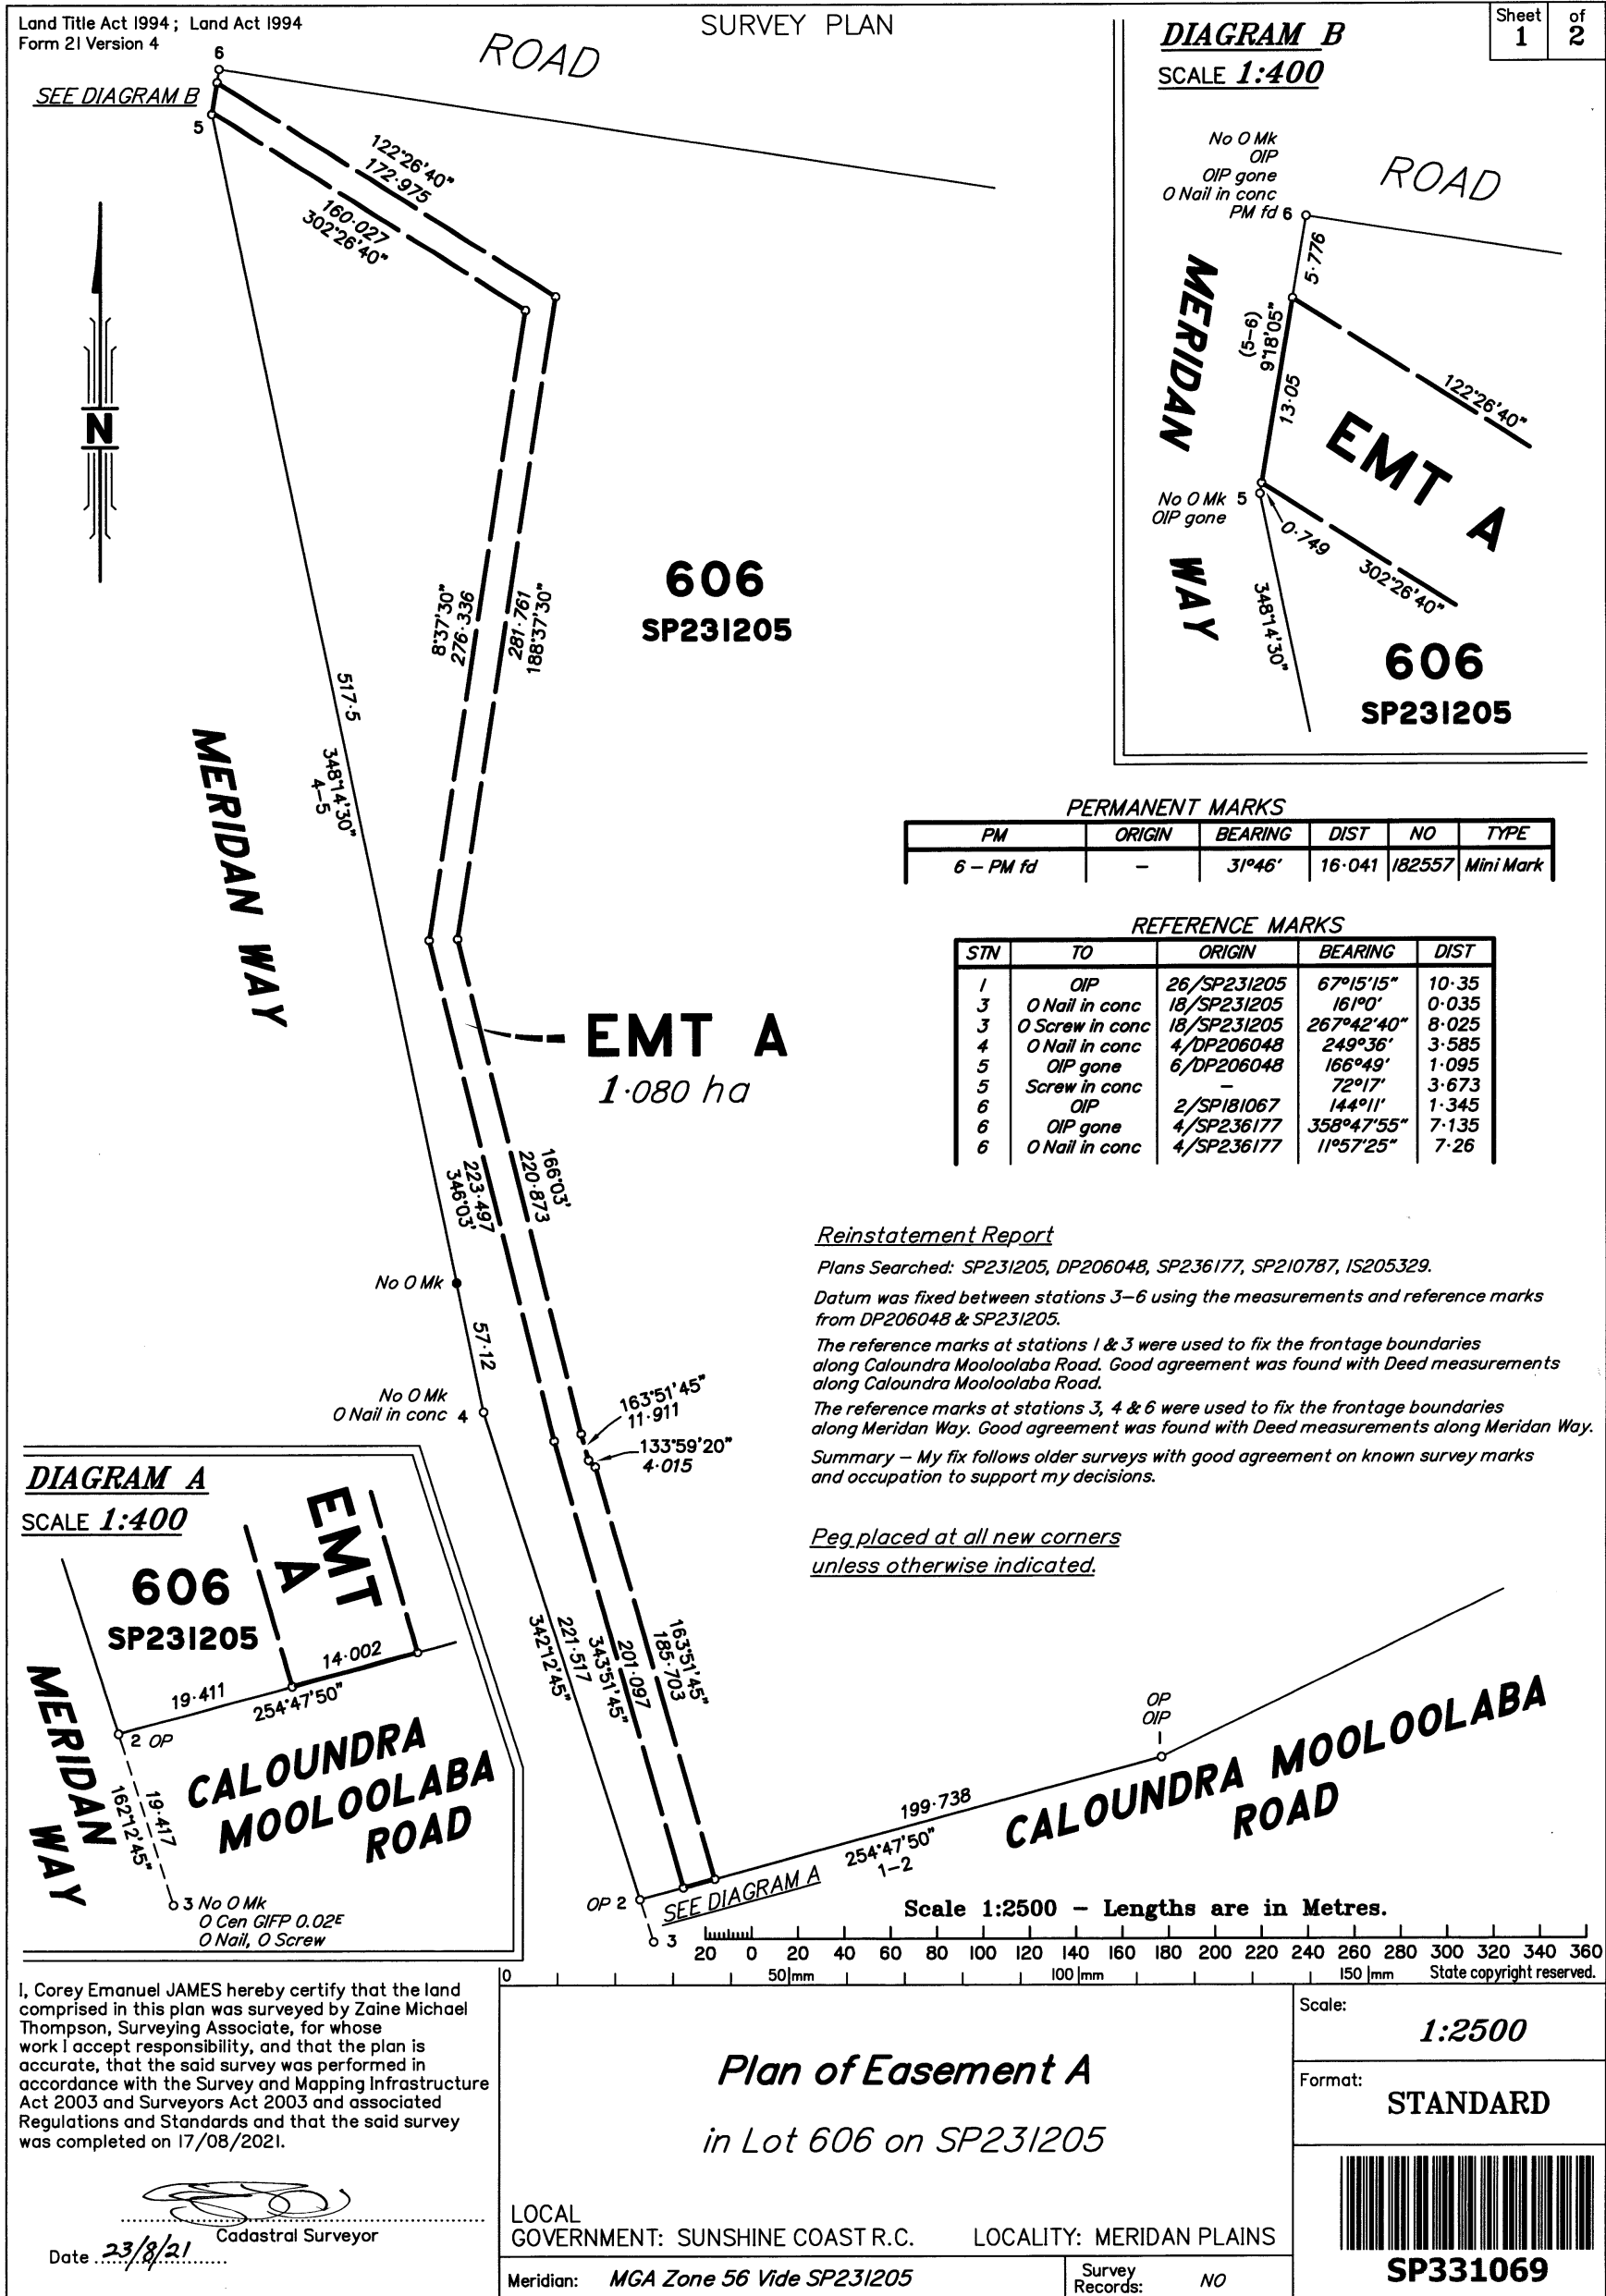 Land Title Act 1994 ; Land Act 1994
Form 21 Version 4
SURVEY PLAN
Sheet 1 of 2
ROAD
6
SEE DIAGRAM B
5
122°26'40"
172·975
160·027
302°26'40"
N
8°37'30"
276·336
281·761
188°37'30"
606
SP231205
517·5
348°14'30"
4–5
MERIDAN WAY
EMT A
1·080 ha
223·497
346°03'
166°03'
220·873
No O Mk
57·12
No O Mk
O Nail in conc 4
163°51'45"
11·911
133°59'20"
4·015
221·517
342°12'45"
201·097
343°51'45"
163°51'45"
185·703
OP 2
3
SEE DIAGRAM A
199·738
254°47'50"
1–2
OP
OIP
CALOUNDRA MOOLOOLABA
ROAD
DIAGRAM B
SCALE 1:400
No O Mk
OIP
OIP gone
O Nail in conc
PM fd 6
ROAD
5·776
(5–6)
9°18'05"
13·05
MERIDAN WAY
122°26'40"
EMT A
No O Mk 5
OIP gone
0·749
302°26'40"
348°14'30"
606
SP231205
PERMANENT MARKS
PM ORIGIN BEARING DIST NO TYPE
6 – PM fd – 31°46' 16·041 182557 Mini Mark
REFERENCE MARKS
STN TO ORIGIN BEARING DIST
1 OIP 26/SP231205 67°15'15" 10·35
3 O Nail in conc 18/SP231205 161°0' 0·035
3 O Screw in conc 18/SP231205 267°42'40" 8·025
4 O Nail in conc 4/DP206048 249°36' 3·585
5 OIP gone 6/DP206048 166°49' 1·095
5 Screw in conc – 72°17' 3·673
6 OIP 2/SP181067 144°11' 1·345
6 OIP gone 4/SP236177 358°47'55" 7·135
6 O Nail in conc 4/SP236177 11°57'25" 7·26
Reinstatement Report
Plans Searched: SP231205, DP206048, SP236177, SP210787, IS205329.
Datum was fixed between stations 3–6 using the measurements and reference marks
from DP206048 & SP231205.
The reference marks at stations 1 & 3 were used to fix the frontage boundaries
along Caloundra Mooloolaba Road. Good agreement was found with Deed measurements
along Caloundra Mooloolaba Road.
The reference marks at stations 3, 4 & 6 were used to fix the frontage boundaries
along Meridan Way. Good agreement was found with Deed measurements along Meridan Way.
Summary – My fix follows older surveys with good agreement on known survey marks
and occupation to support my decisions.
Peg placed at all new corners
unless otherwise indicated.
DIAGRAM A
SCALE 1:400
606
SP231205
EMT
A
14·002
19·411
254°47'50"
2 OP
MERIDAN
WAY
19·417
162°12'45"
CALOUNDRA
MOOLOOLABA
ROAD
3 No O Mk
O Cen GIFP 0.02E
O Nail, O Screw
Scale 1:2500 – Lengths are in Metres.
20 0 20 40 60 80 100 120 140 160 180 200 220 240 260 280 300 320 340 360
0 50 mm 100 mm 150 mm State copyright reserved.
I, Corey Emanuel JAMES hereby certify that the land
comprised in this plan was surveyed by Zaine Michael
Thompson, Surveying Associate, for whose
work I accept responsibility, and that the plan is
accurate, that the said survey was performed in
accordance with the Survey and Mapping Infrastructure
Act 2003 and Surveyors Act 2003 and associated
Regulations and Standards and that the said survey
was completed on 17/08/2021.
Cadastral Surveyor
Date 23/8/21
Plan of Easement A
in Lot 606 on SP231205
LOCAL
GOVERNMENT: SUNSHINE COAST R.C. LOCALITY: MERIDAN PLAINS
Meridian: MGA Zone 56 Vide SP231205
Survey
Records: NO
Scale:
1:2500
Format:
STANDARD
SP331069